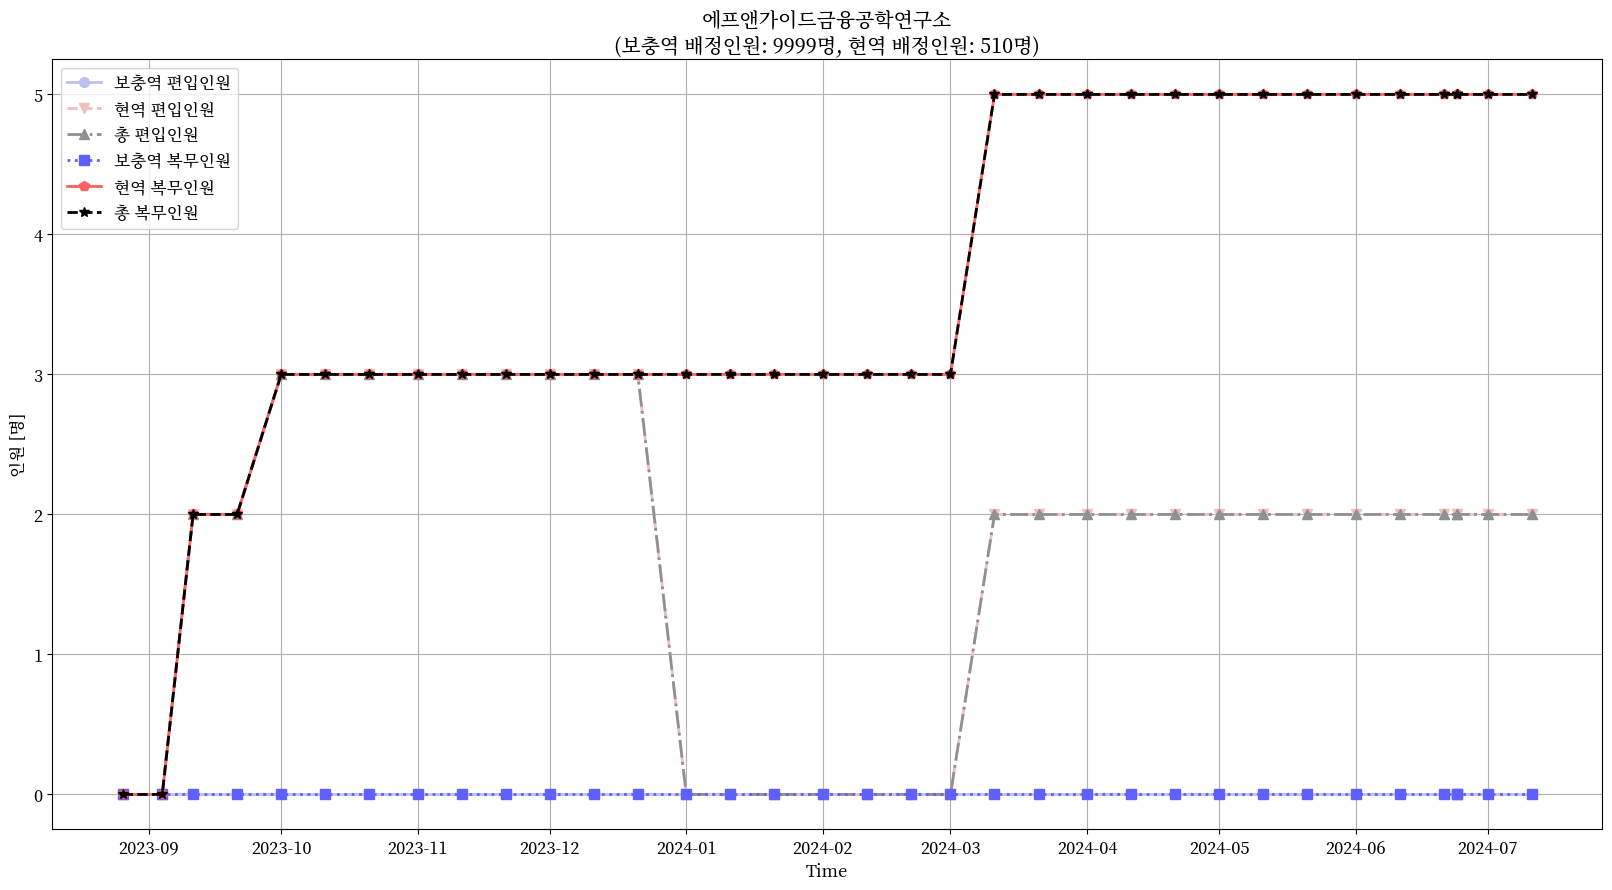 에프앤가이드금융공학연구소
(보충역 배정인원: 9999명, 현역 배정인원: 510명)
보충역 편입인원
현역 편입인원
총 편입인원
보충역 복무인원
현역 복무인원
총 복무인원
인원 [명]
5
4
3
2
1
0
2023-09 2023-10 2023-11 2023-12 2024-01 2024-02 2024-03 2024-04 2024-05 2024-06 2024-07
Time